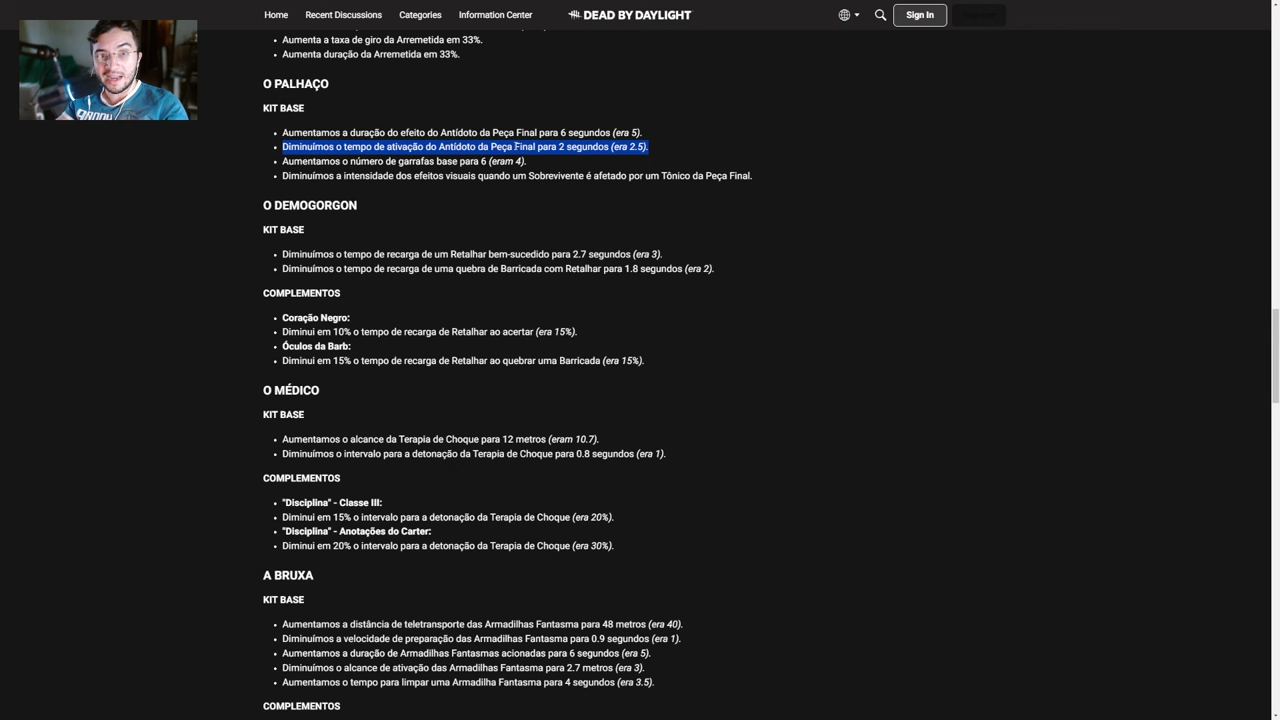 Home Recent Discussions Categories Information Center DEAD BY DAYLIGHT Sign In
Aumenta a taxa de giro da Arremetida em 33%.
Aumenta duração da Arremetida em 33%.
O PALHAÇO
KIT BASE
Aumentamos a duração do efeito do Antídoto da Peça Final para 6 segundos (era 5).
Diminuímos o tempo de ativação do Antídoto da Peça Final para 2 segundos (era 2.5).
Aumentamos o número de garrafas base para 6 (eram 4).
Diminuímos a intensidade dos efeitos visuais quando um Sobrevivente é afetado por um Tônico da Peça Final.
O DEMOGORGON
KIT BASE
Diminuímos o tempo de recarga de um Retalhar bem-sucedido para 2.7 segundos (era 3).
Diminuímos o tempo de recarga de uma quebra de Barricada com Retalhar para 1.8 segundos (era 2).
COMPLEMENTOS
Coração Negro:
Diminui em 10% o tempo de recarga de Retalhar ao acertar (era 15%).
Óculos da Barb:
Diminui em 15% o tempo de recarga de Retalhar ao quebrar uma Barricada (era 15%).
O MÉDICO
KIT BASE
Aumentamos o alcance da Terapia de Choque para 12 metros (eram 10.7).
Diminuímos o intervalo para a detonação da Terapia de Choque para 0.8 segundos (era 1).
COMPLEMENTOS
"Disciplina" - Classe III:
Diminui em 15% o intervalo para a detonação da Terapia de Choque (era 20%).
"Disciplina" - Anotações do Carter:
Diminui em 20% o intervalo para a detonação da Terapia de Choque (era 30%).
A BRUXA
KIT BASE
Aumentamos a distância de teletransporte das Armadilhas Fantasma para 48 metros (era 40).
Diminuímos a velocidade de preparação das Armadilhas Fantasma para 0.9 segundos (era 1).
Aumentamos a duração de Armadilhas Fantasmas acionadas para 6 segundos (era 5).
Diminuímos o alcance de ativação das Armadilhas Fantasma para 2.7 metros (era 3).
Aumentamos o tempo para limpar uma Armadilha Fantasma para 4 segundos (era 3.5).
COMPLEMENTOS